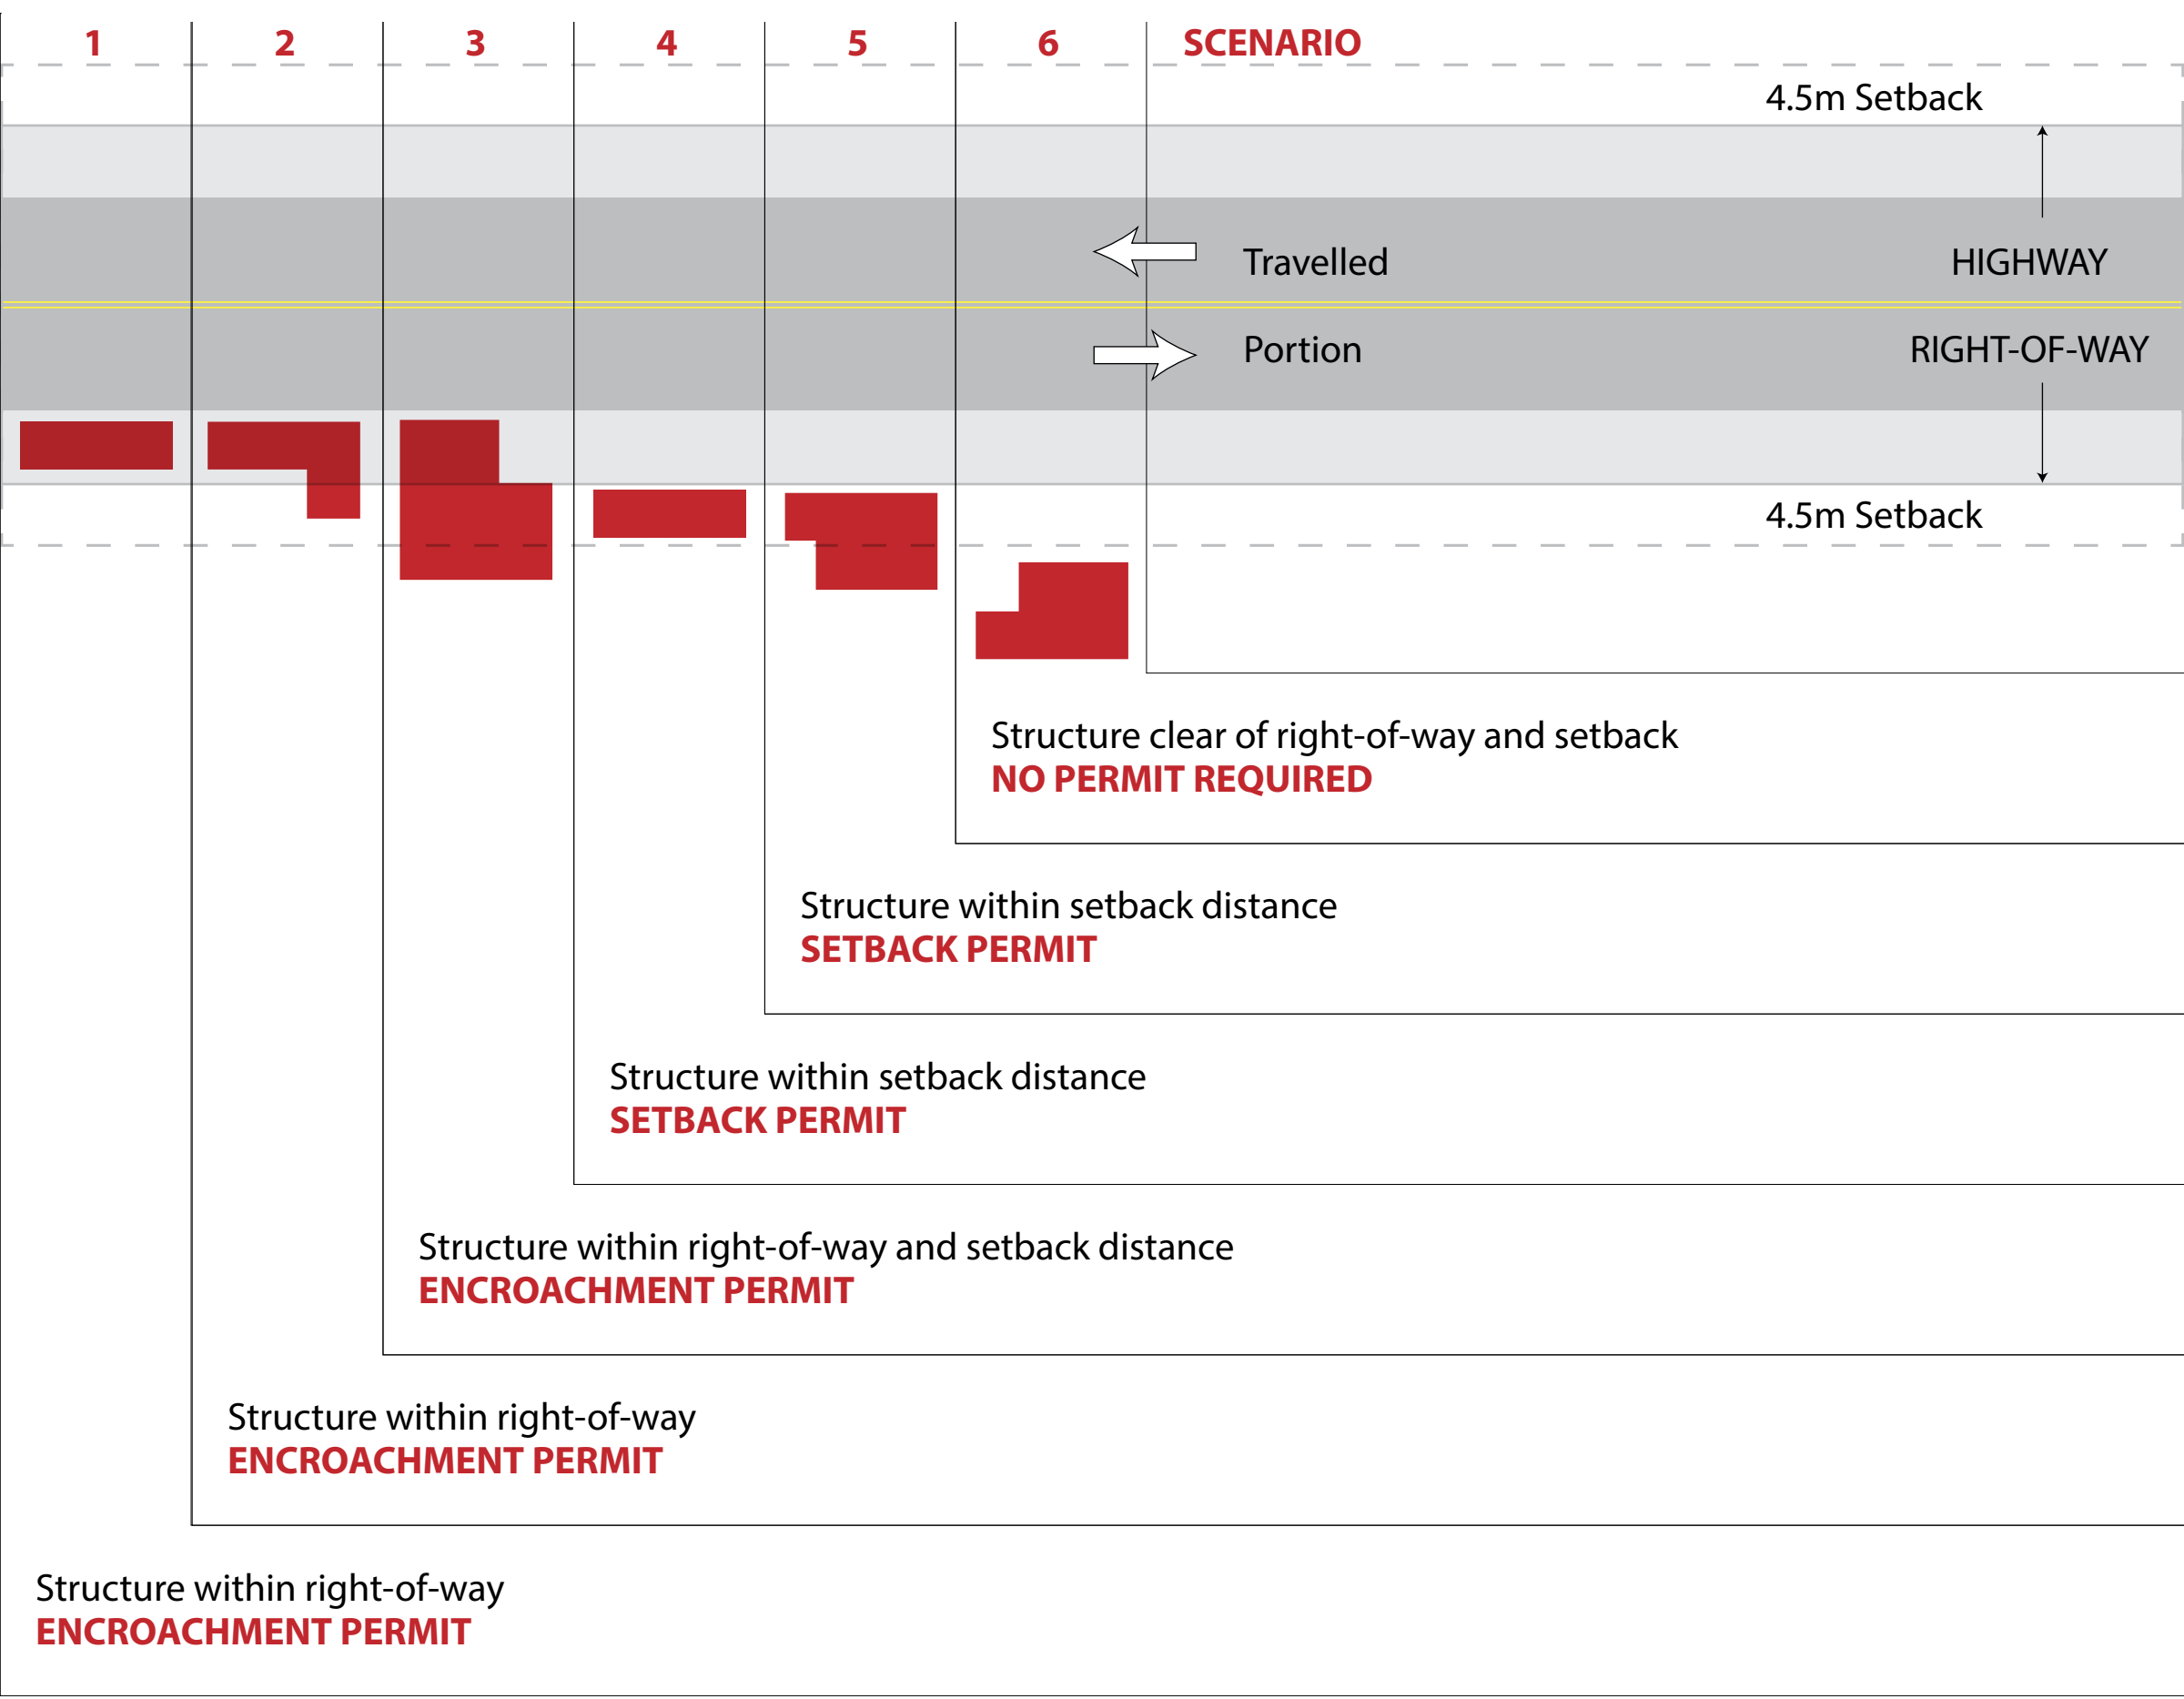 1 2 3 4 5 6 SCENARIO
4.5m Setback
Travelled
HIGHWAY
Portion
RIGHT-OF-WAY
4.5m Setback
Structure clear of right-of-way and setback
NO PERMIT REQUIRED
Structure within setback distance
SETBACK PERMIT
Structure within setback distance
SETBACK PERMIT
Structure within right-of-way and setback distance
ENCROACHMENT PERMIT
Structure within right-of-way
ENCROACHMENT PERMIT
Structure within right-of-way
ENCROACHMENT PERMIT